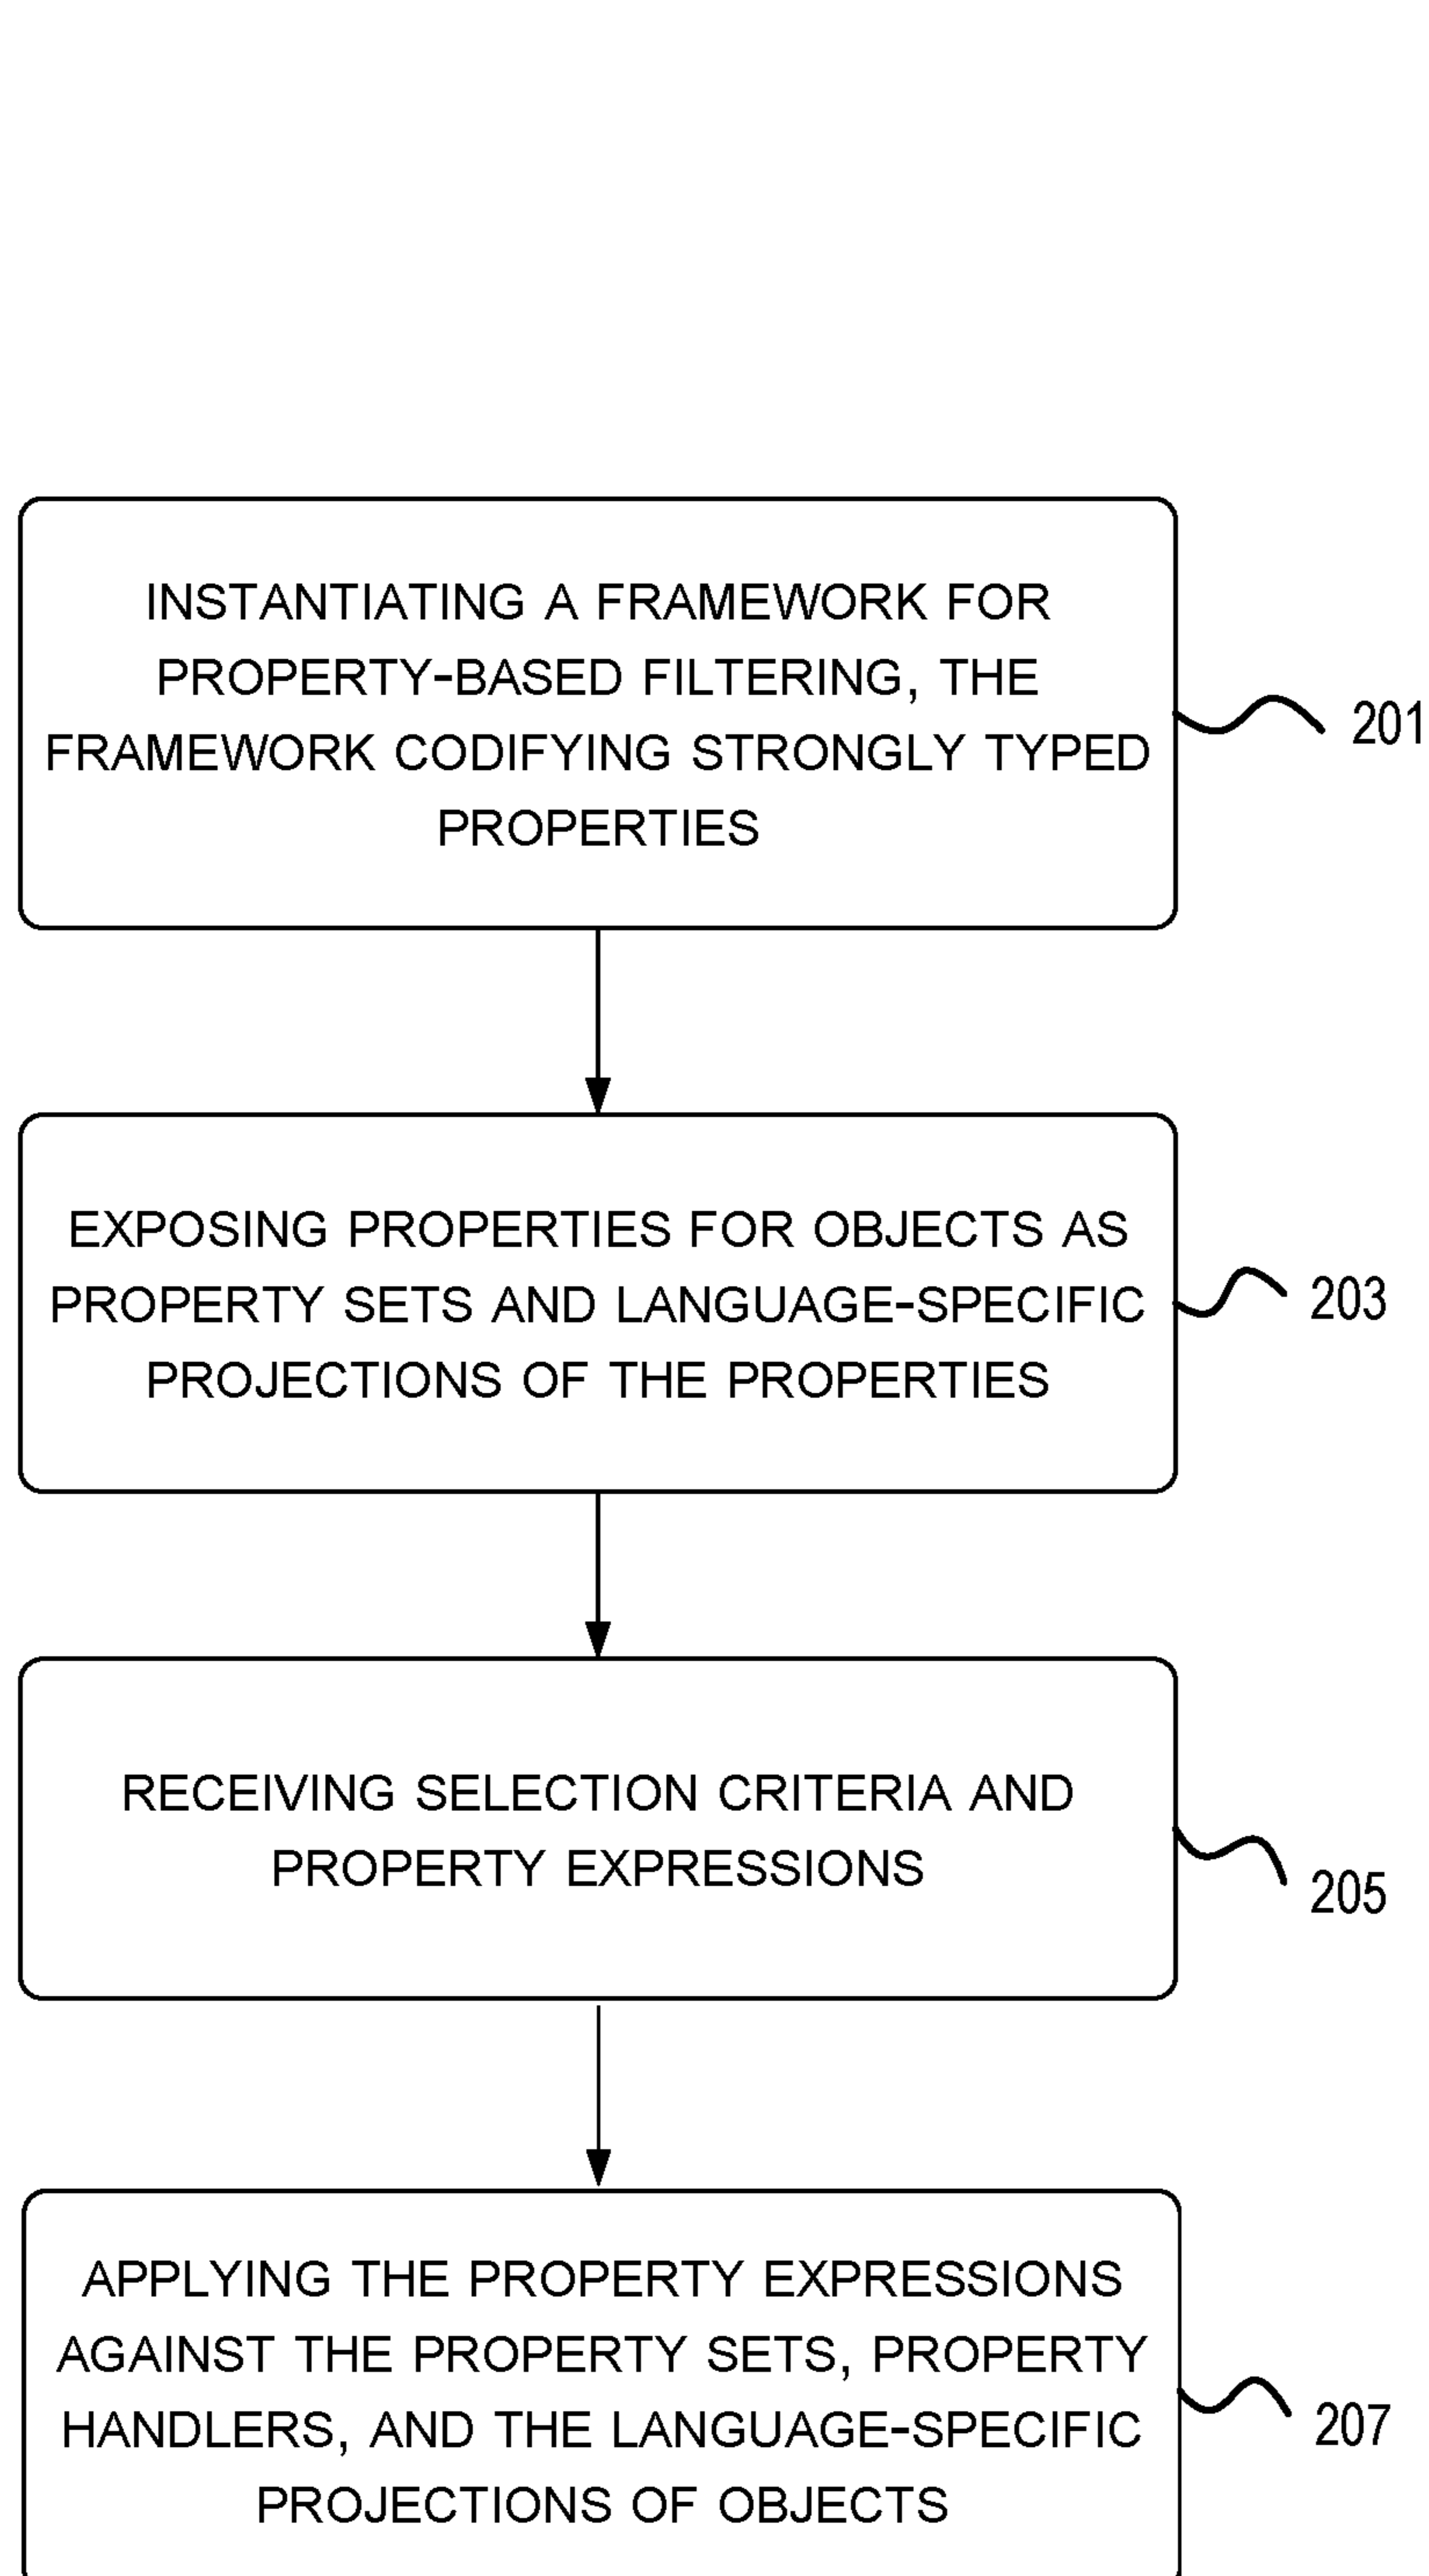 INSTANTIATING A FRAMEWORK FOR
PROPERTY-BASED FILTERING, THE
FRAMEWORK CODIFYING STRONGLY TYPED
PROPERTIES
201
EXPOSING PROPERTIES FOR OBJECTS AS
PROPERTY SETS AND LANGUAGE-SPECIFIC
PROJECTIONS OF THE PROPERTIES
203
RECEIVING SELECTION CRITERIA AND
PROPERTY EXPRESSIONS
205
APPLYING THE PROPERTY EXPRESSIONS
AGAINST THE PROPERTY SETS, PROPERTY
HANDLERS, AND THE LANGUAGE-SPECIFIC
PROJECTIONS OF OBJECTS
207